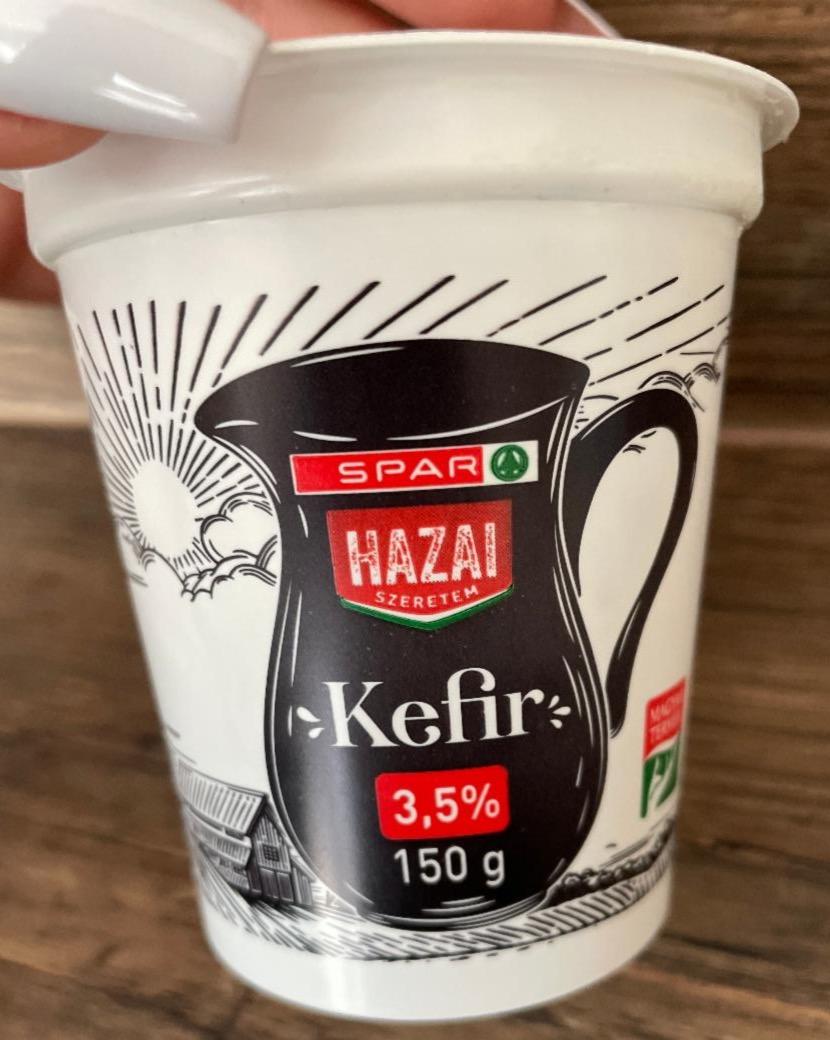 SPAR
HAZAI
SZERETEM
Kefir
3,5%
150 g